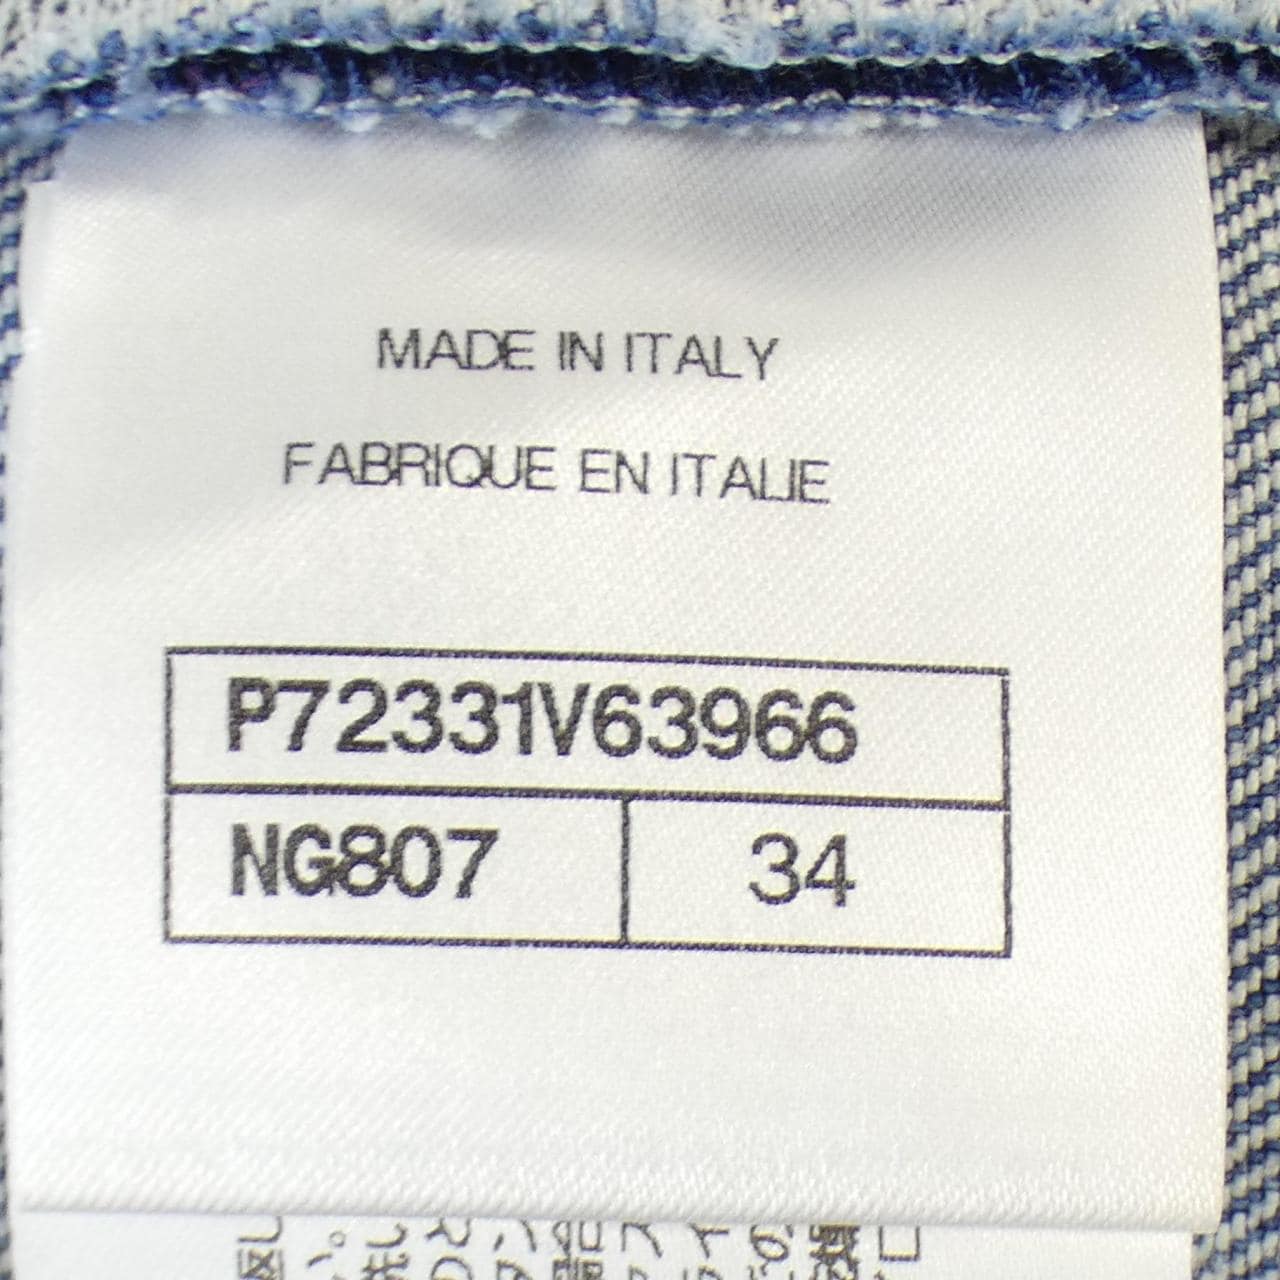 MADE IN ITALY
FABRIQUE EN ITALIE
P72331V63966
NG807 34